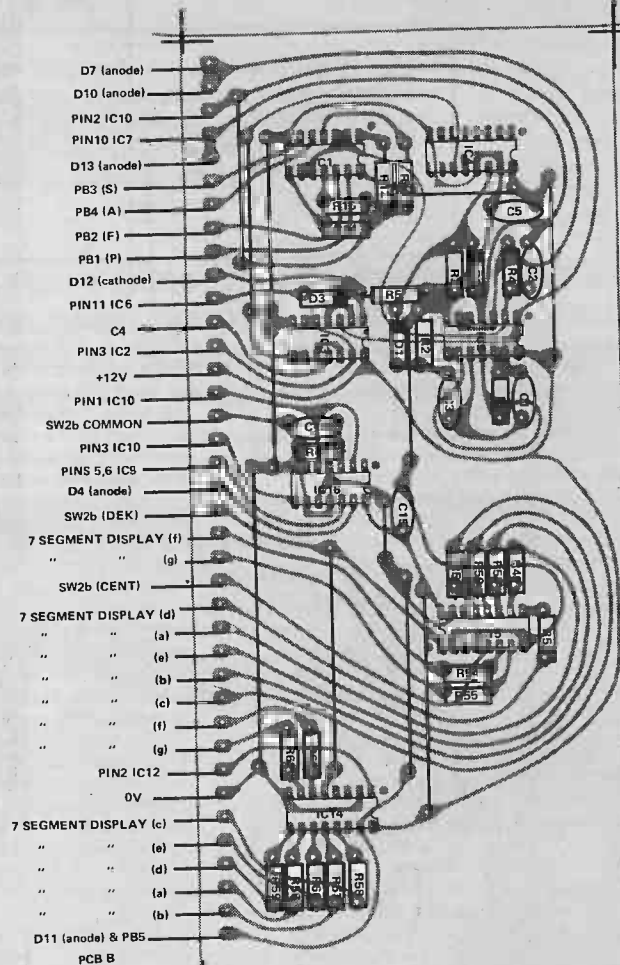 D7 (anode)
D10 (anode)
PIN2 IC10
PIN10 IC7
D13 (anode)
PB3 (S)
PB4 (A)
PB2 (F)
PB1 (P)
D12 (cathode)
PIN11 IC6
C4
PIN3 IC2
+12V
PIN1 IC10
SW2b COMMON
PIN3 IC10
PINS 5,6 IC9
D4 (anode)
SW2b (DEK)
7 SEGMENT DISPLAY (f)
" " (g)
SW2b (CENT)
7 SEGMENT DISPLAY (d)
" " (a)
" " (e)
" " (b)
" " (c)
" " (f)
" " (g)
PIN2 IC12
0V
7 SEGMENT DISPLAY (c)
" " (e)
" " (d)
" " (a)
" " (b)
D11 (anode) & PB5
PCB B
C5
D3
R5
C15
R55
IC14
R59
R57
R58